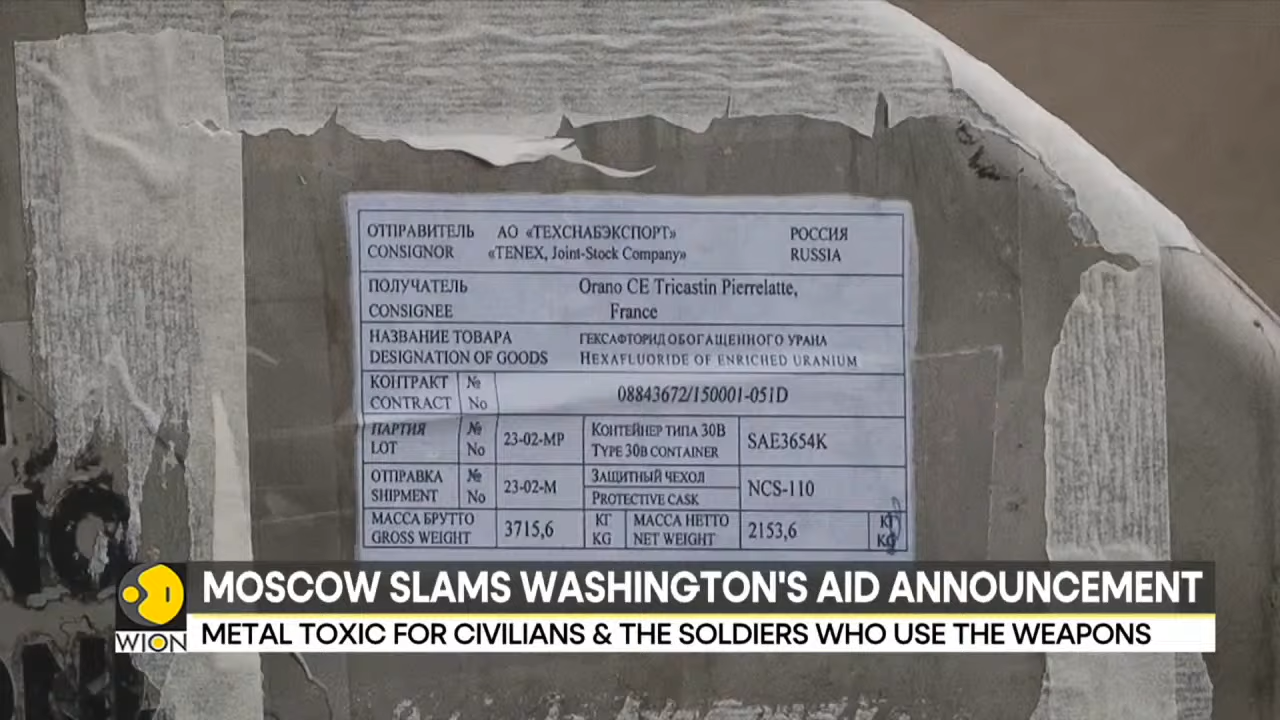 ОТПРАВИТЕЛЬ АО «ТЕХСНАБЭКСПОРТ» РОССИЯ
CONSIGNOR «TENEX, Joint-Stock Company» RUSSIA
ПОЛУЧАТЕЛЬ Orano CE Tricastin Pierrelatte,
CONSIGNEE France
НАЗВАНИЕ ТОВАРА ГЕКСАФТОРИД ОБОГАЩЕННОГО УРАНА
DESIGNATION OF GOODS HEXAFLUORIDE OF ENRICHED URANIUM
КОНТРАКТ №
CONTRACT No 08843672/150001-051D
ПАРТИЯ № 23-02-MP КОНТЕЙНЕР ТИПА 30В SAE3654K
LOT No TYPE 30B CONTAINER
ОТПРАВКА № 23-02-M ЗАЩИТНЫЙ ЧЕХОЛ NCS-110
SHIPMENT No PROTECTIVE CASK
МАССА БРУТТО 3715,6 КГ МАССА НЕТТО 2153,6 КГ
GROSS WEIGHT KG NET WEIGHT KG
MOSCOW SLAMS WASHINGTON'S AID ANNOUNCEMENT
WION METAL TOXIC FOR CIVILIANS & THE SOLDIERS WHO USE THE WEAPONS